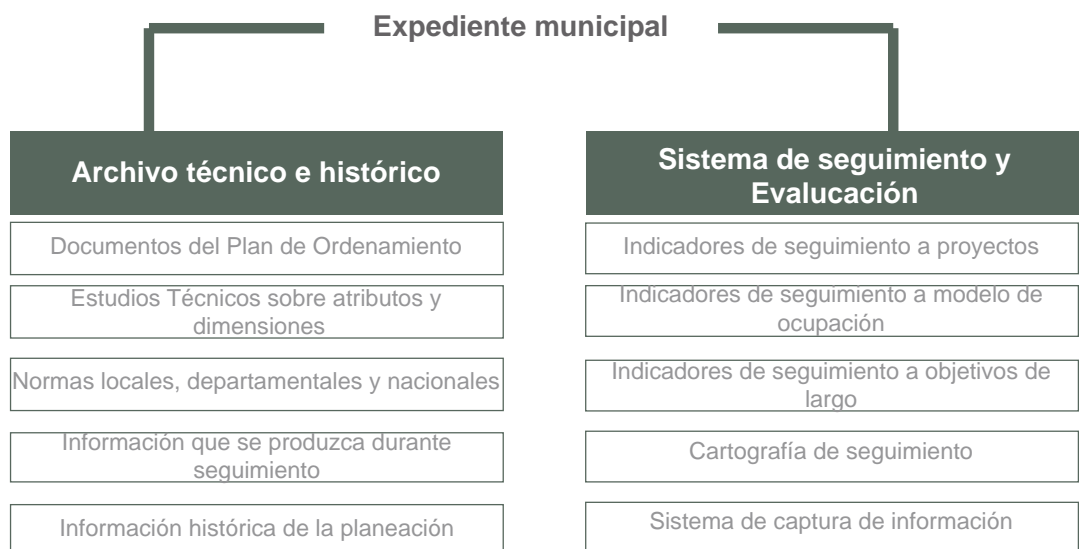 Expediente municipal
Archivo técnico e histórico
Documentos del Plan de Ordenamiento
Estudios Técnicos sobre atributos y
dimensiones
Normas locales, departamentales y nacionales
Información que se produzca durante
seguimiento
Información histórica de la planeación
Sistema de seguimiento y
Evalucación
Indicadores de seguimiento a proyectos
Indicadores de seguimiento a modelo de
ocupación
Indicadores de seguimiento a objetivos de
largo
Cartografía de seguimiento
Sistema de captura de información